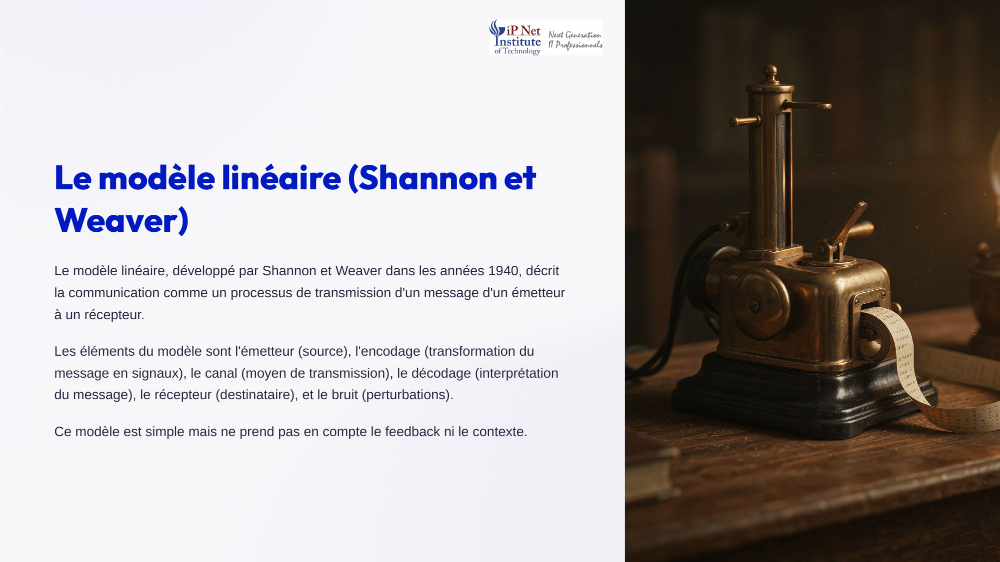 iP Net
Institute
of Technology
Next Generation
IT Professionnels
Le modèle linéaire (Shannon et
Weaver)
Le modèle linéaire, développé par Shannon et Weaver dans les années 1940, décrit
la communication comme un processus de transmission d'un message d'un émetteur
à un récepteur.
Les éléments du modèle sont l'émetteur (source), l'encodage (transformation du
message en signaux), le canal (moyen de transmission), le décodage (interprétation
du message), le récepteur (destinataire), et le bruit (perturbations).
Ce modèle est simple mais ne prend pas en compte le feedback ni le contexte.